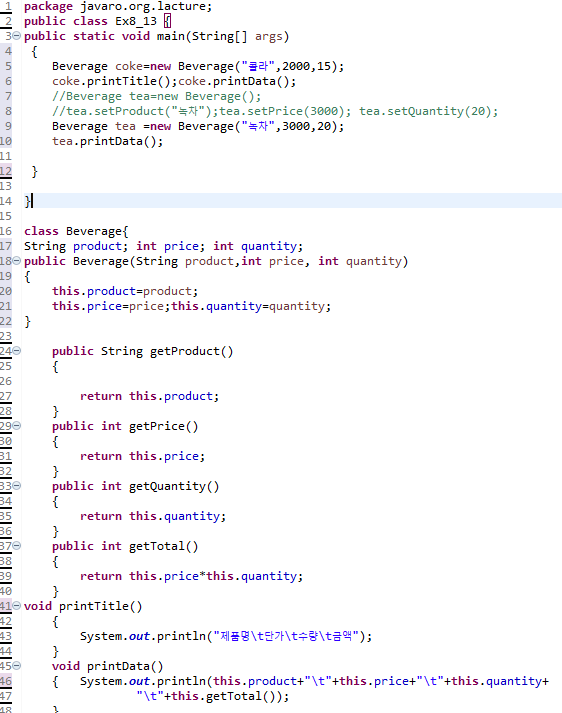 1 package javaro.org.lacture;
2 public class Ex8_13 {
3 public static void main(String[] args)
4 {
5 Beverage coke=new Beverage("콜라",2000,15);
6 coke.printTitle();coke.printData();
7 //Beverage tea=new Beverage();
8 //tea.setProduct("녹차");tea.setPrice(3000); tea.setQuantity(20);
9 Beverage tea =new Beverage("녹차",3000,20);
10 tea.printData();
11
12 }
13
14 }
15
16 class Beverage{
17 String product; int price; int quantity;
18 public Beverage(String product,int price, int quantity)
19 {
20 this.product=product;
21 this.price=price;this.quantity=quantity;
22 }
23
24 public String getProduct()
25 {
26
27 return this.product;
28 }
29 public int getPrice()
30 {
31 return this.price;
32 }
33 public int getQuantity()
34 {
35 return this.quantity;
36 }
37 public int getTotal()
38 {
39 return this.price*this.quantity;
40 }
41 void printTitle()
42 {
43 System.out.println("제품명\t단가\t수량\t금액");
44 }
45 void printData()
46 { System.out.println(this.product+"\t"+this.price+"\t"+this.quantity+
47 "\t"+this.getTotal());
48 }